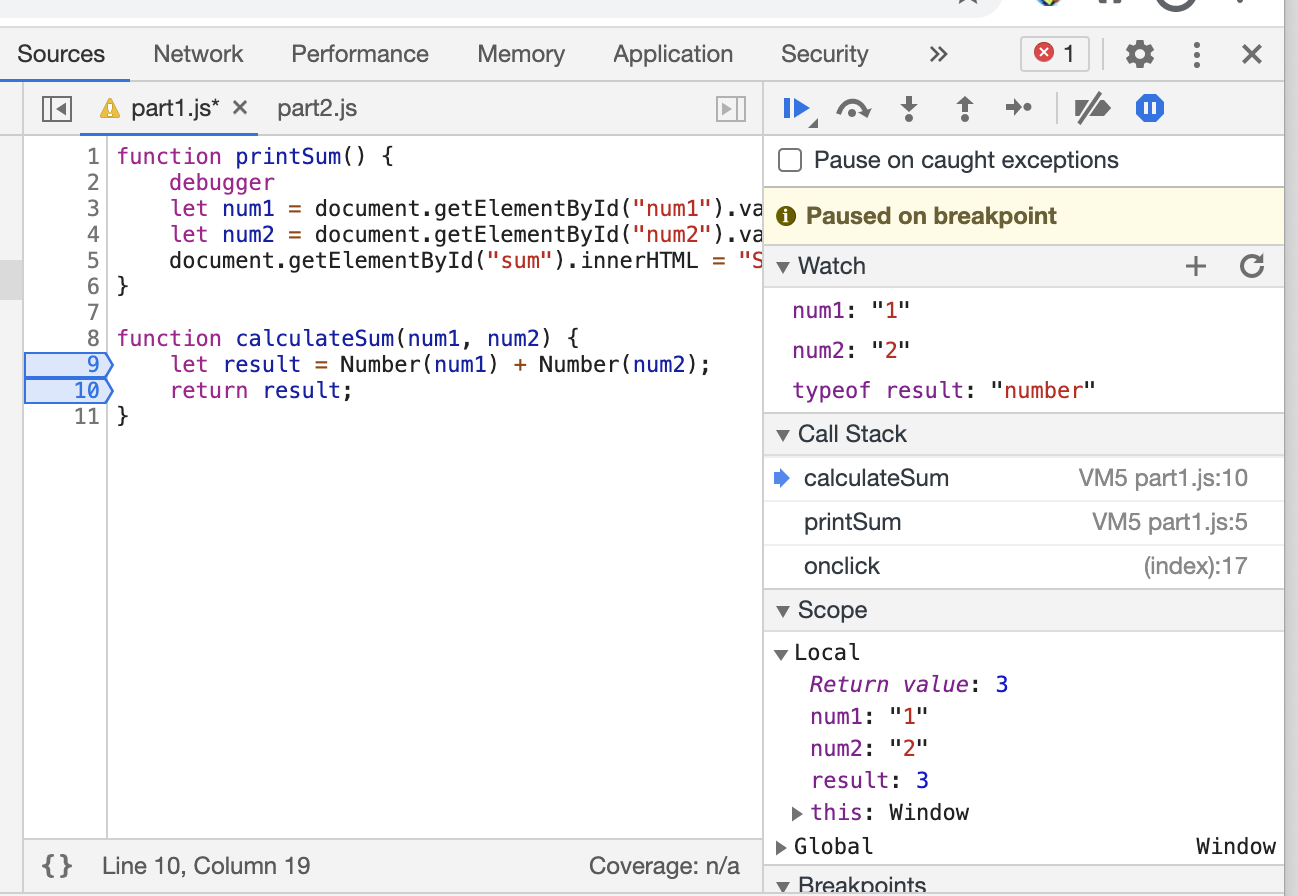 Sources Network Performance Memory Application Security » 1
part1.js* × part2.js
1 function printSum() {
2 debugger
3 let num1 = document.getElementById("num1").va
4 let num2 = document.getElementById("num2").va
5 document.getElementById("sum").innerHTML = "S
6 }
7
8 function calculateSum(num1, num2) {
9 let result = Number(num1) + Number(num2);
10 return result;
11 }
{} Line 10, Column 19 Coverage: n/a
Pause on caught exceptions
Paused on breakpoint
Watch
num1: "1"
num2: "2"
typeof result: "number"
Call Stack
calculateSum VM5 part1.js:10
printSum VM5 part1.js:5
onclick (index):17
Scope
Local
Return value: 3
num1: "1"
num2: "2"
result: 3
this: Window
Global Window
Breakpoints